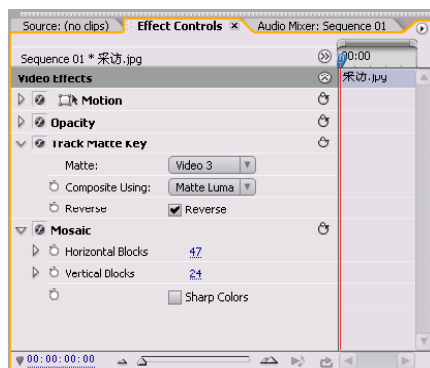 Source: (no clips) Effect Controls × Audio Mixer: Sequence 01
Sequence 01 * 采访.jpg 00:00
Video Effects 采访.jpg
Motion
Opacity
Track Matte Key
Matte: Video 3
Composite Using: Matte Luma
Reverse Reverse
Mosaic
Horizontal Blocks 47
Vertical Blocks 24
Sharp Colors
00:00:00:00